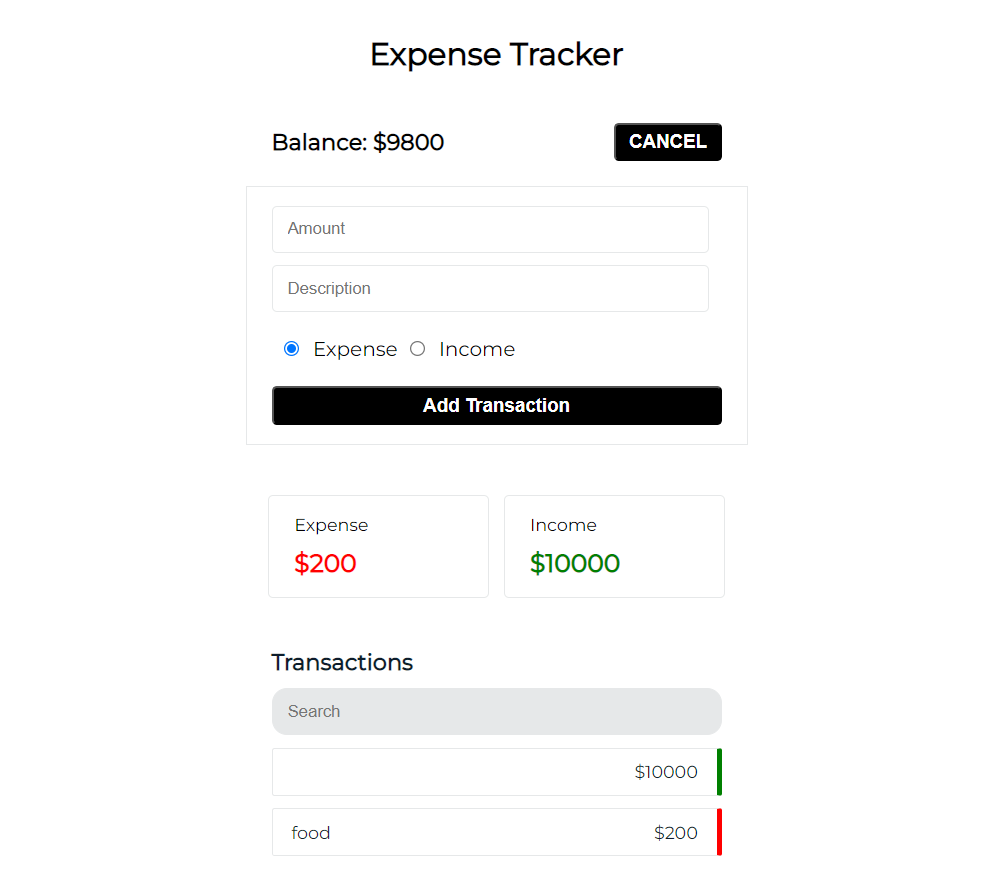 Expense Tracker
Balance: $9800
CANCEL
Amount
Description
Expense Income
Add Transaction
Expense
$200
Income
$10000
Transactions
Search
$10000
food $200